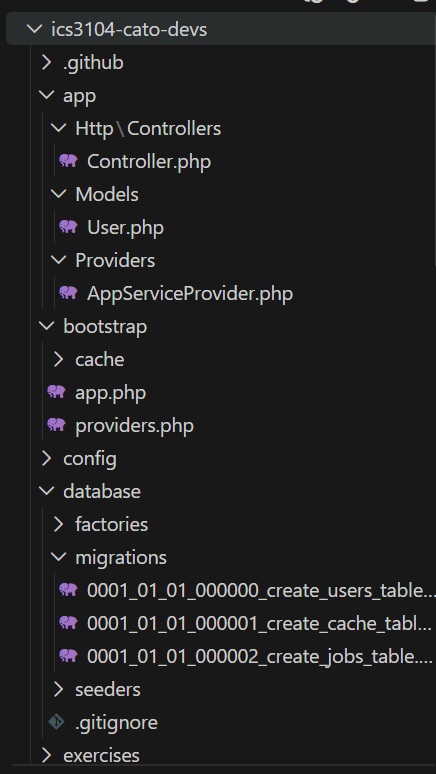 ics3104-cato-devs
.github
app
Http\Controllers
Controller.php
Models
User.php
Providers
AppServiceProvider.php
bootstrap
cache
app.php
providers.php
config
database
factories
migrations
0001_01_01_000000_create_users_table...
0001_01_01_000001_create_cache_tabl...
0001_01_01_000002_create_jobs_table....
seeders
.gitignore
exercises